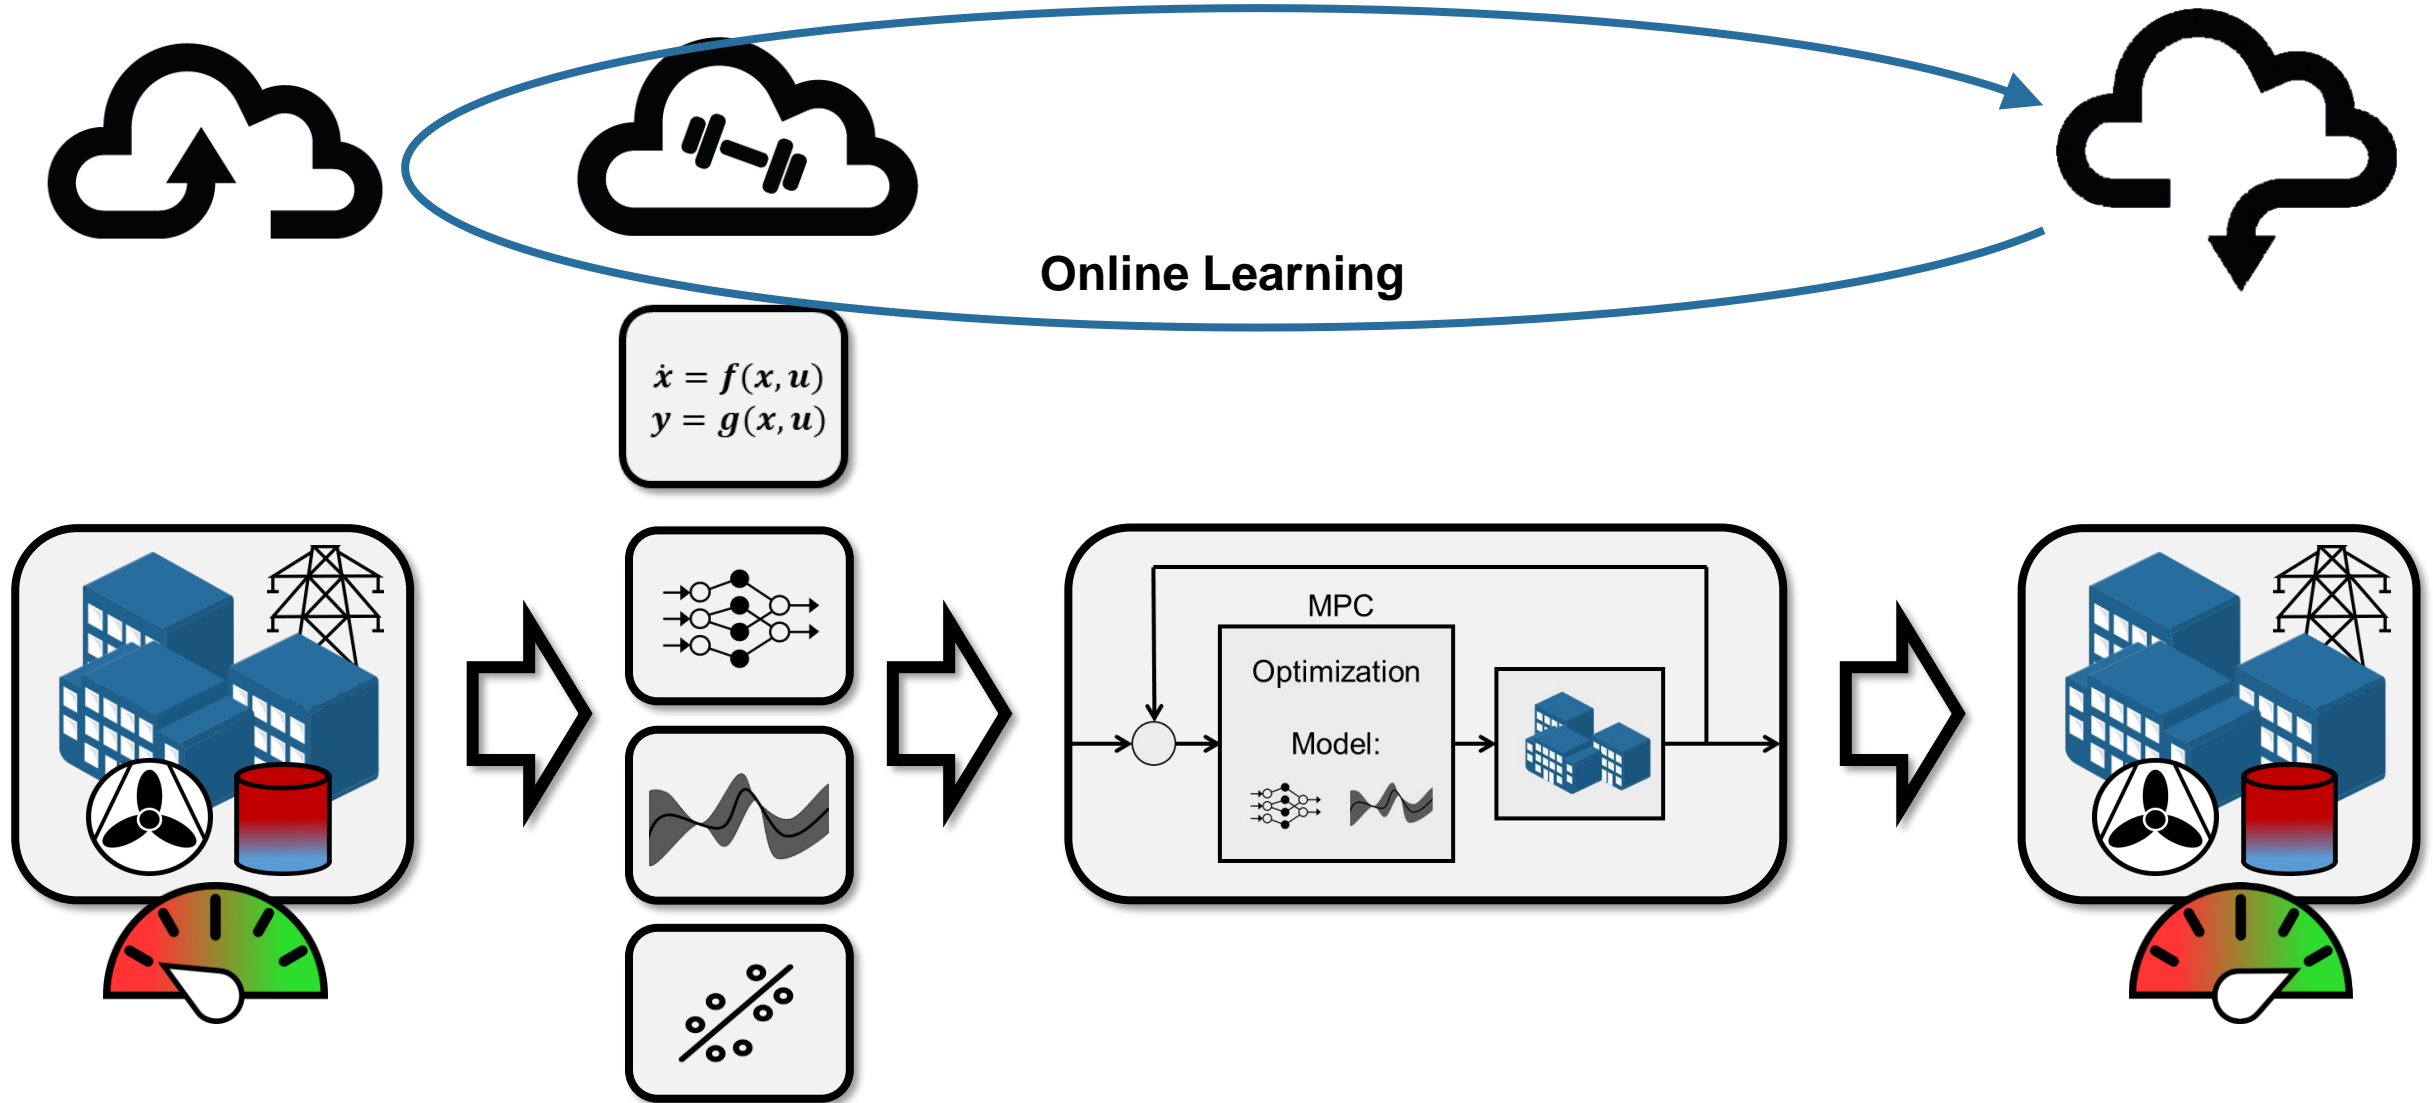 Online Learning
ẋ = f(x, u)
y = g(x, u)
MPC
Optimization
Model: